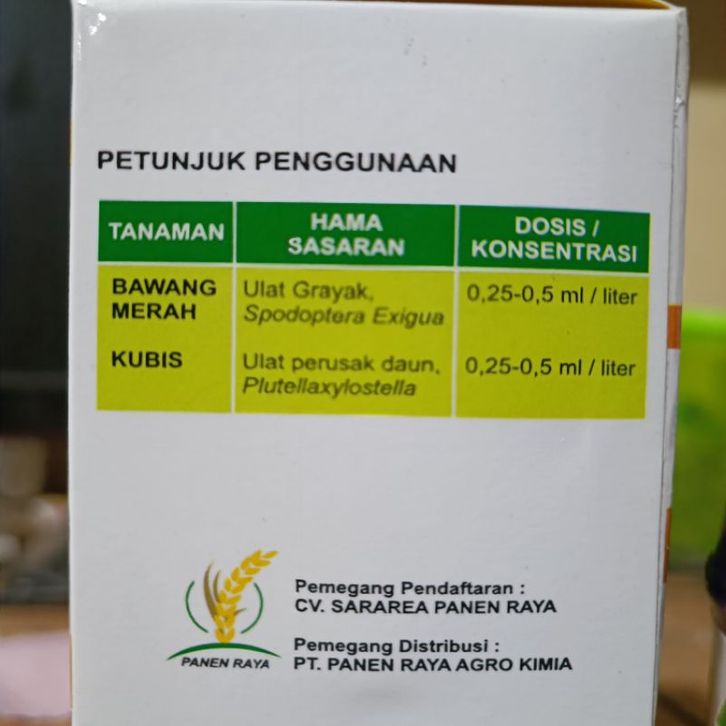 PETUNJUK PENGGUNAAN
TANAMAN
HAMA
SASARAN
DOSIS /
KONSENTRASI
BAWANG
MERAH
Ulat Grayak,
Spodoptera Exigua
0,25-0,5 ml / liter
KUBIS
Ulat perusak daun,
Plutellaxylostella
0,25-0,5 ml / liter
PANEN RAYA
Pemegang Pendaftaran :
CV. SARAREA PANEN RAYA
Pemegang Distribusi :
PT. PANEN RAYA AGRO KIMIA